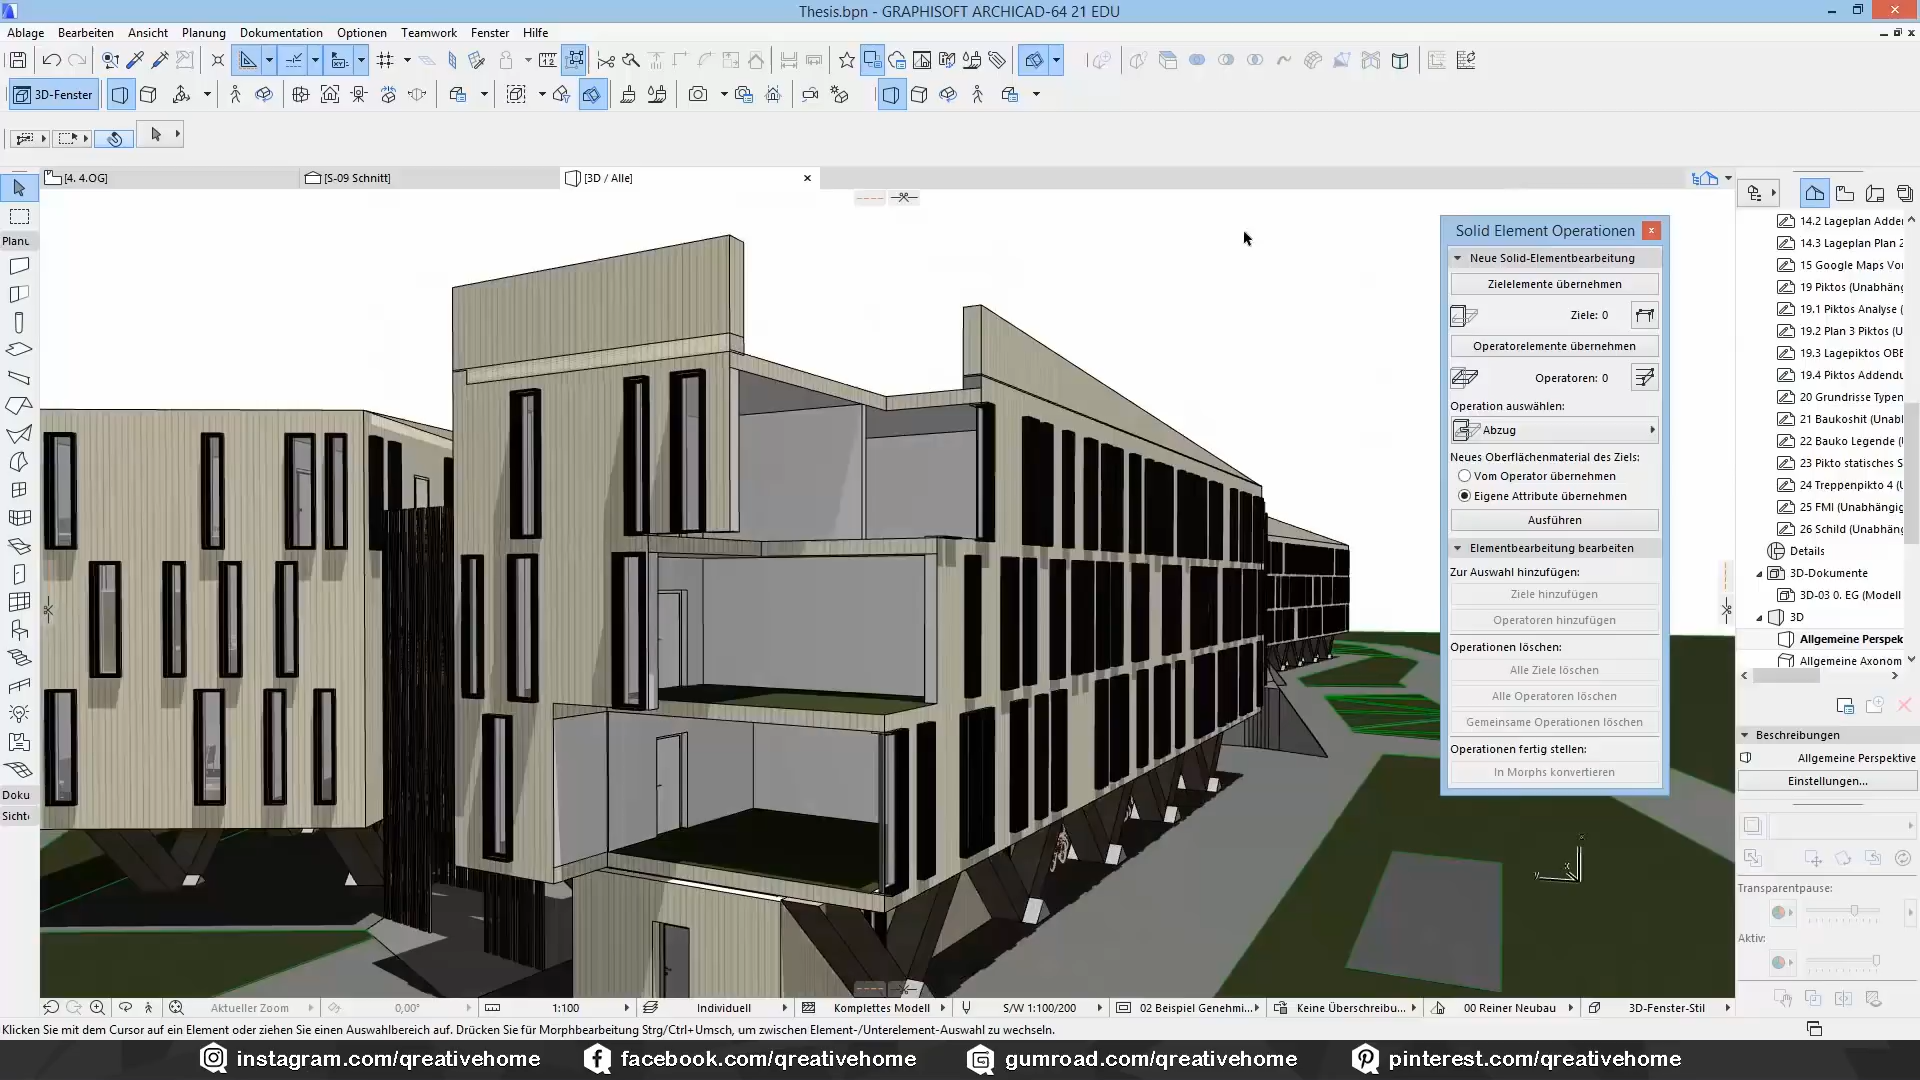 Thesis.bpn - GRAPHISOFT ARCHICAD-64 21 EDU
Ablage Bearbeiten Ansicht Planung Dokumentation Optionen Teamwork Fenster Hilfe
3D-Fenster
[4. 4.OG] [S-09 Schnitt] [3D / Alle]
Planu
Doku
Sicht
Solid Element Operationen
Neue Solid-Elementbearbeitung
Zielelemente übernehmen
Ziele: 0
Operatorelemente übernehmen
Operatoren: 0
Operation auswählen:
Abzug
Neues Oberflächenmaterial des Ziels:
Vom Operator übernehmen
Eigene Attribute übernehmen
Ausführen
Elementbearbeitung bearbeiten
Zur Auswahl hinzufügen:
Ziele hinzufügen
Operatoren hinzufügen
Operationen löschen:
Alle Ziele löschen
Alle Operatoren löschen
Gemeinsame Operationen löschen
Operationen fertig stellen:
In Morphs konvertieren
14.2 Lageplan Adde
14.3 Lageplan Plan 2
15 Google Maps Vo
19 Piktos (Unabhäng
19.1 Piktos Analyse (
19.2 Plan 3 Piktos (U
19.3 Lagepiktos OBE
19.4 Piktos Addendu
20 Grundrisse Typen
21 Baukoshit (Unabl
22 Bauko Legende (
23 Pikto statisches S
24 Treppenpikto 4 (U
25 FMI (Unabhängig
26 Schild (Unabhäng
Details
3D-Dokumente
3D-03 0. EG (Modell
3D
Allgemeine Perspek
Allgemeine Axonom
Beschreibungen
Allgemeine Perspektive
Einstellungen...
Transparentpause:
Aktiv:
Aktueller Zoom 0,00° 1:100 Individuell Komplettes Modell S/W 1:100/200 02 Beispiel Genehmi... Keine Überschreibu... 00 Reiner Neubau 3D-Fenster-Stil
Klicken Sie mit dem Cursor auf ein Element oder ziehen Sie einen Auswahlbereich auf. Drücken Sie für Morphbearbeitung Strg/Ctrl+Umsch, um zwischen Element-/Unterelement-Auswahl zu wechseln.
instagram.com/qreativehome facebook.com/qreativehome gumroad.com/qreativehome pinterest.com/qreativehome